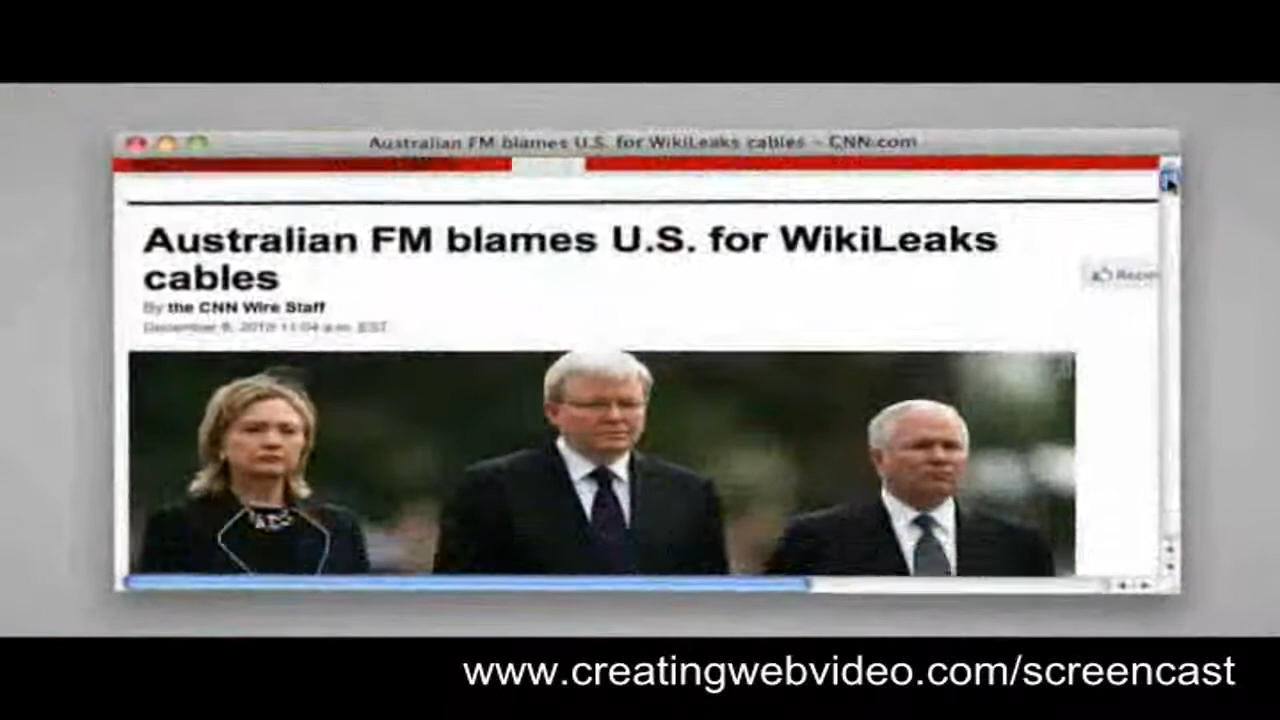 Australian FM blames U.S. for WikiLeaks cables - CNN.com
Australian FM blames U.S. for WikiLeaks
cables
By the CNN Wire Staff
www.creatingwebvideo.com/screencast